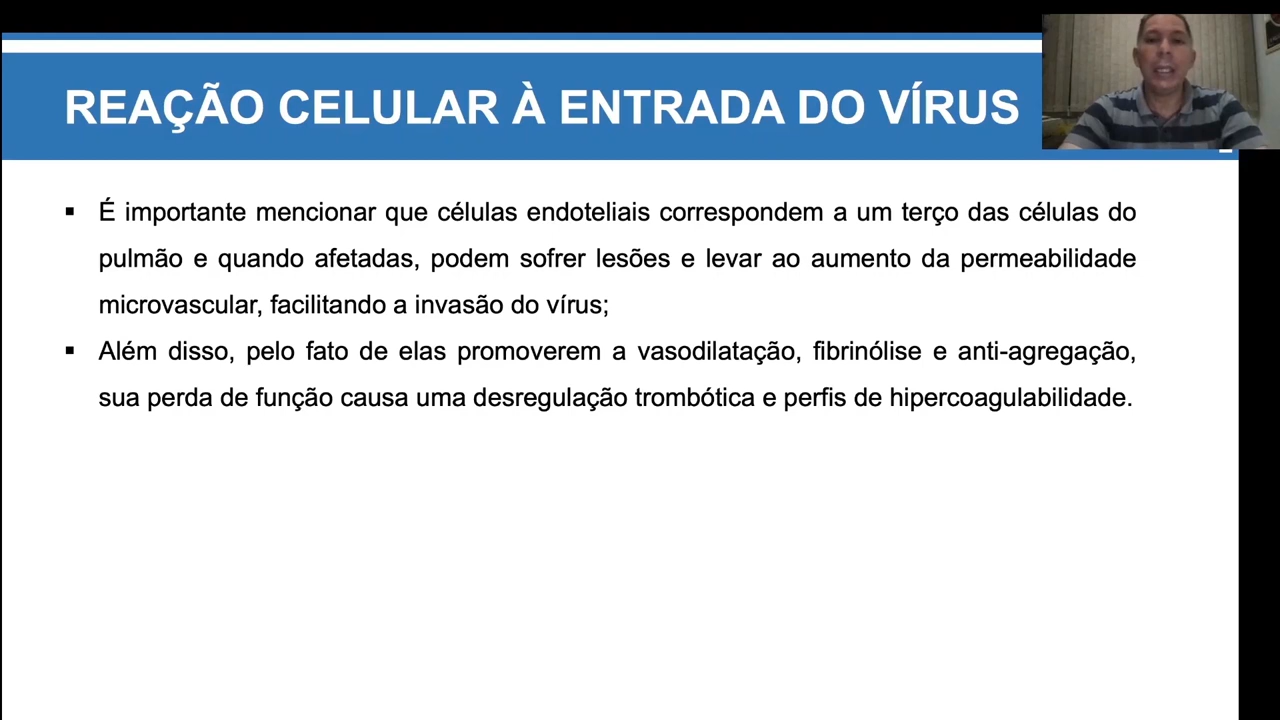 REAÇÃO CELULAR À ENTRADA DO VÍRUS
▪ É importante mencionar que células endoteliais correspondem a um terço das células do
pulmão e quando afetadas, podem sofrer lesões e levar ao aumento da permeabilidade
microvascular, facilitando a invasão do vírus;
▪ Além disso, pelo fato de elas promoverem a vasodilatação, fibrinólise e anti-agregação,
sua perda de função causa uma desregulação trombótica e perfis de hipercoagulabilidade.